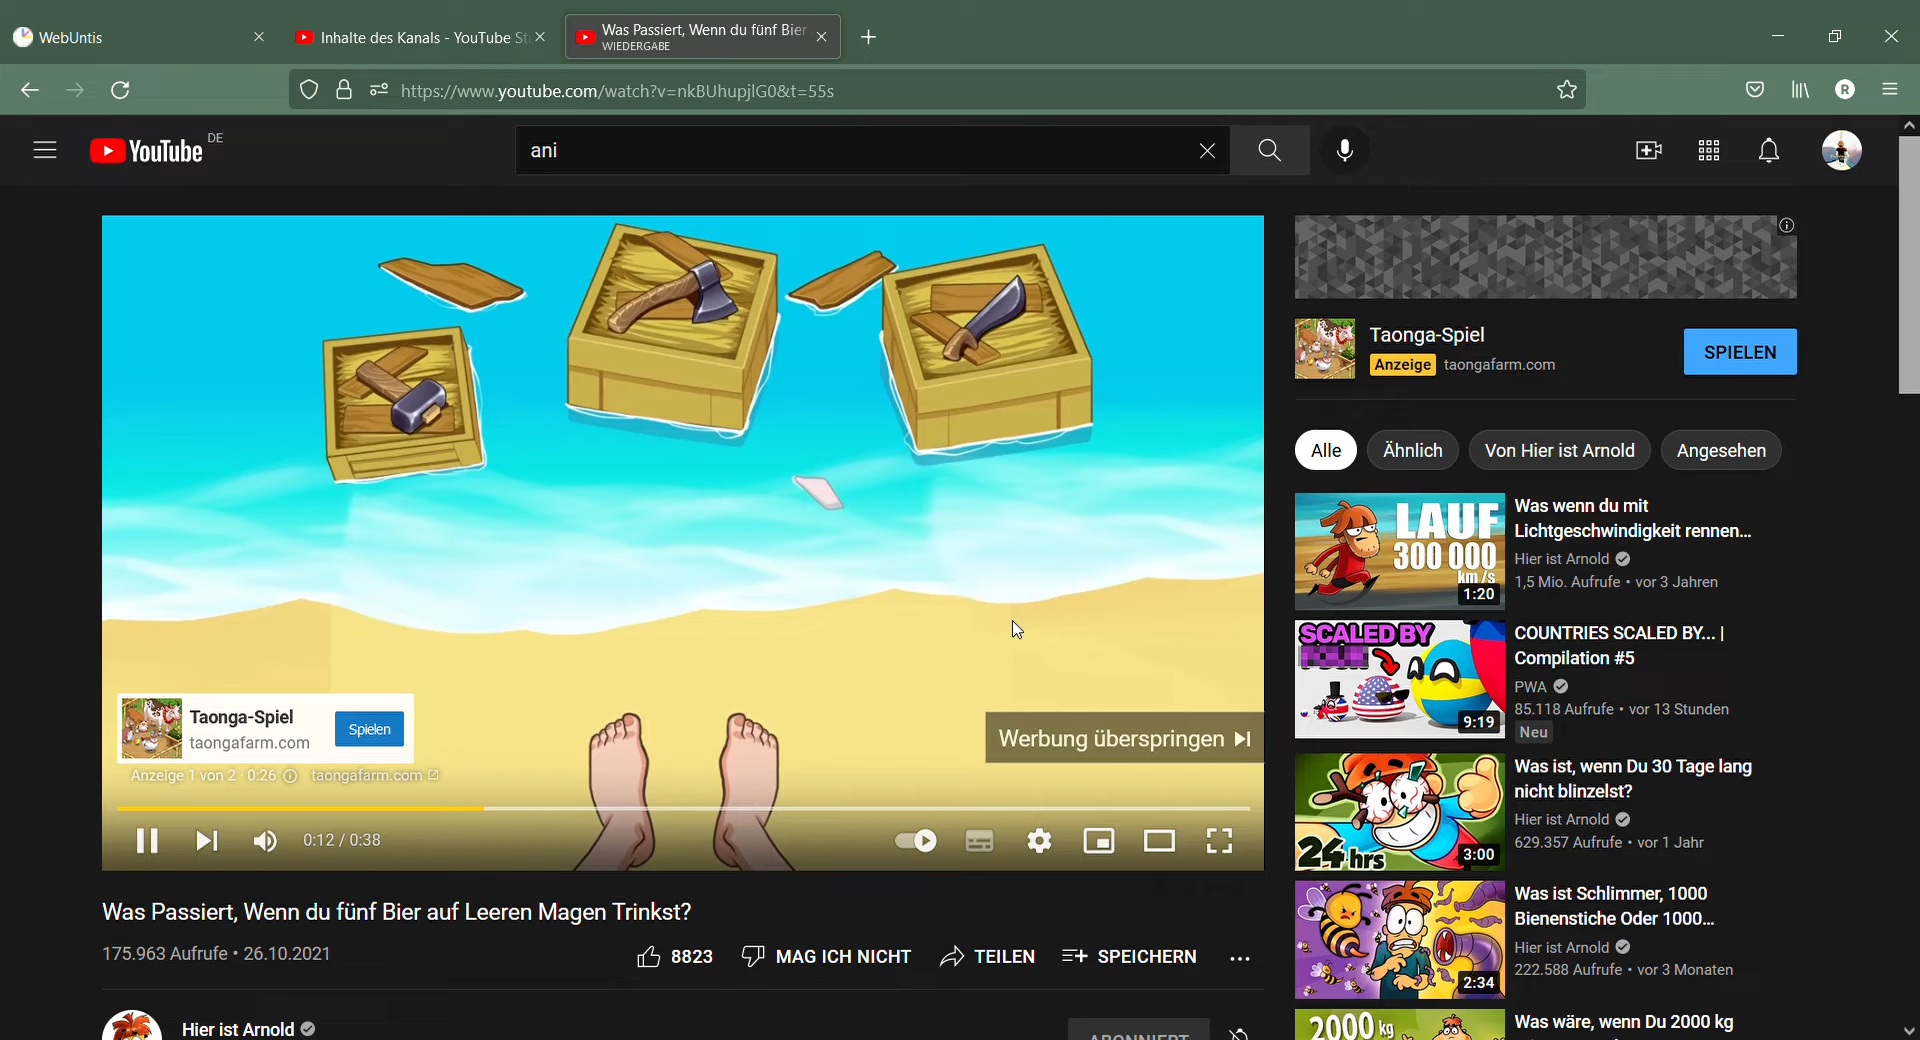 WebUntis
Inhalte des Kanals - YouTube St
Was Passiert, Wenn du fünf Bier
WIEDERGABE
https://www.youtube.com/watch?v=nkBUhupjlG0&t=55s
R
YouTube DE
ani
Taonga-Spiel
Anzeige taongafarm.com
SPIELEN
Alle
Ähnlich
Von Hier ist Arnold
Angesehen
LAUF
300 000
km/s
1:20
Was wenn du mit
Lichtgeschwindigkeit rennen...
Hier ist Arnold
1,5 Mio. Aufrufe • vor 3 Jahren
SCALED BY
9:19
COUNTRIES SCALED BY... |
Compilation #5
PWA
85.118 Aufrufe • vor 13 Stunden
Neu
24 hrs
3:00
Was ist, wenn Du 30 Tage lang
nicht blinzelst?
Hier ist Arnold
629.357 Aufrufe • vor 1 Jahr
2:34
Was ist Schlimmer, 1000
Bienenstiche Oder 1000...
Hier ist Arnold
222.588 Aufrufe • vor 3 Monaten
2000 kg
Was wäre, wenn Du 2000 kg
Taonga-Spiel
taongafarm.com
Spielen
Anzeige 1 von 2 · 0:26 taongafarm.com
Werbung überspringen
0:12 / 0:38
Was Passiert, Wenn du fünf Bier auf Leeren Magen Trinkst?
175.963 Aufrufe • 26.10.2021
8823
MAG ICH NICHT
TEILEN
SPEICHERN
Hier ist Arnold
ABONNIERT